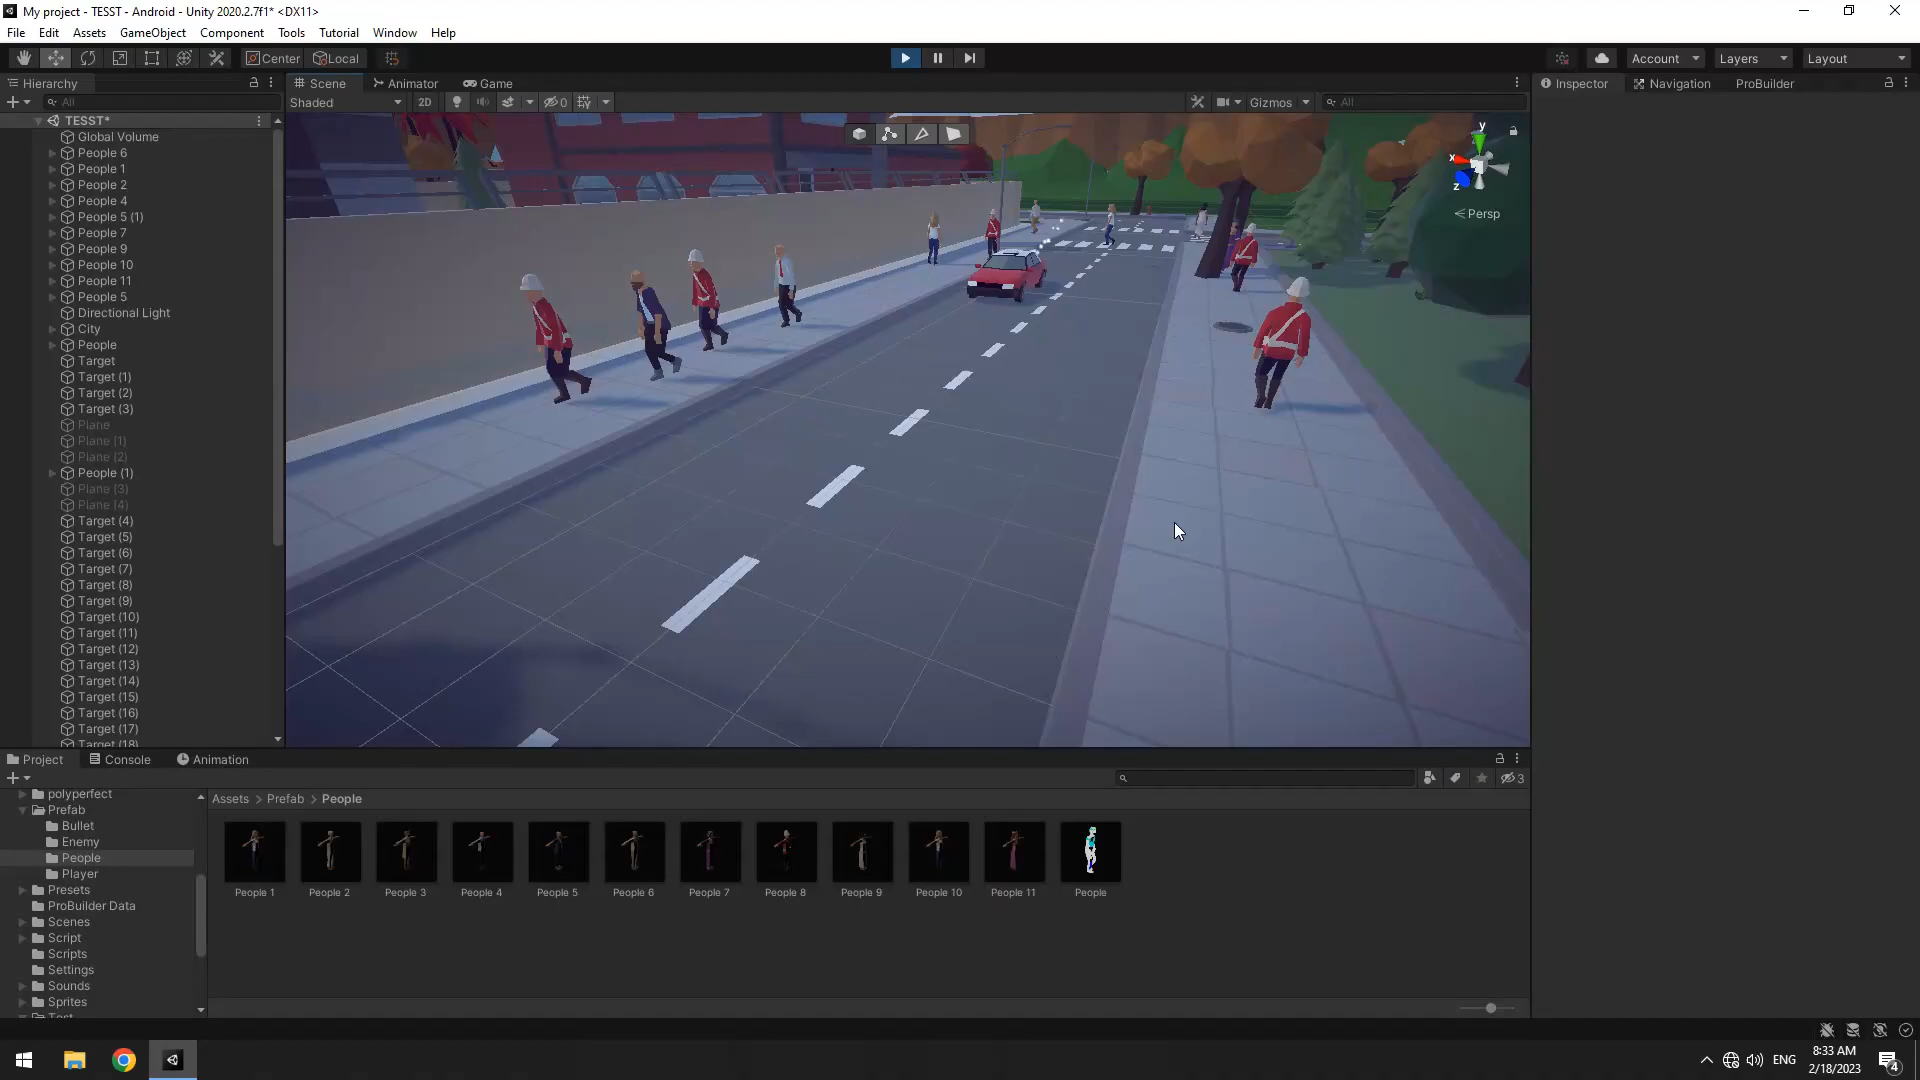 My project - TESST - Android - Unity 2020.2.7f1* <DX11>
File Edit Assets GameObject Component Tools Tutorial Window Help
Center Local Account Layers Layout
Hierarchy
Scene Animator Game
Inspector Navigation ProBuilder
All
Shaded 2D 0 Gizmos All
TESST*
Global Volume
People 6
People 1
People 2
People 4
People 5 (1)
People 7
People 9
People 10
People 11
People 5
Directional Light
City
People
Target
Target (1)
Target (2)
Target (3)
Plane
Plane (1)
Plane (2)
People (1)
Plane (3)
Plane (4)
Target (4)
Target (5)
Target (6)
Target (7)
Target (8)
Target (9)
Target (10)
Target (11)
Target (12)
Target (13)
Target (14)
Target (15)
Target (16)
Target (17)
Target (18)
y
x
z
Persp
Project Console Animation
3
polyperfect
Prefab
Bullet
Enemy
People
Player
Presets
ProBuilder Data
Scenes
Script
Scripts
Settings
Sounds
Sprites
Test
Assets > Prefab > People
People 1 People 2 People 3 People 4 People 5 People 6 People 7 People 8 People 9 People 10 People 11 People
ENG
8:33 AM
2/18/2023
4